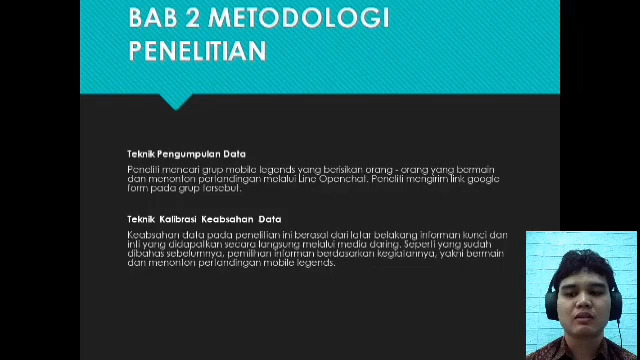 BAB 2 METODOLOGI
PENELITIAN
Teknik Pengumpulan Data
Peneliti mencari grup mobile legends yang berisikan orang - orang yang bermain
dan menonton pertandingan melalui Line Openchat. Peneliti mengirim link google
form pada grup tersebut.
Teknik Kalibrasi Keabsahan Data
Keabsahan data pada penelitian ini berasal dari latar belakang informan kunci dan
inti yang didapatkan secara langsung melalui media daring. Seperti yang sudah
dibahas sebelumnya, pemilihan informan berdasarkan kegiatannya, yakni bermain
dan menonton pertandingan mobile legends.